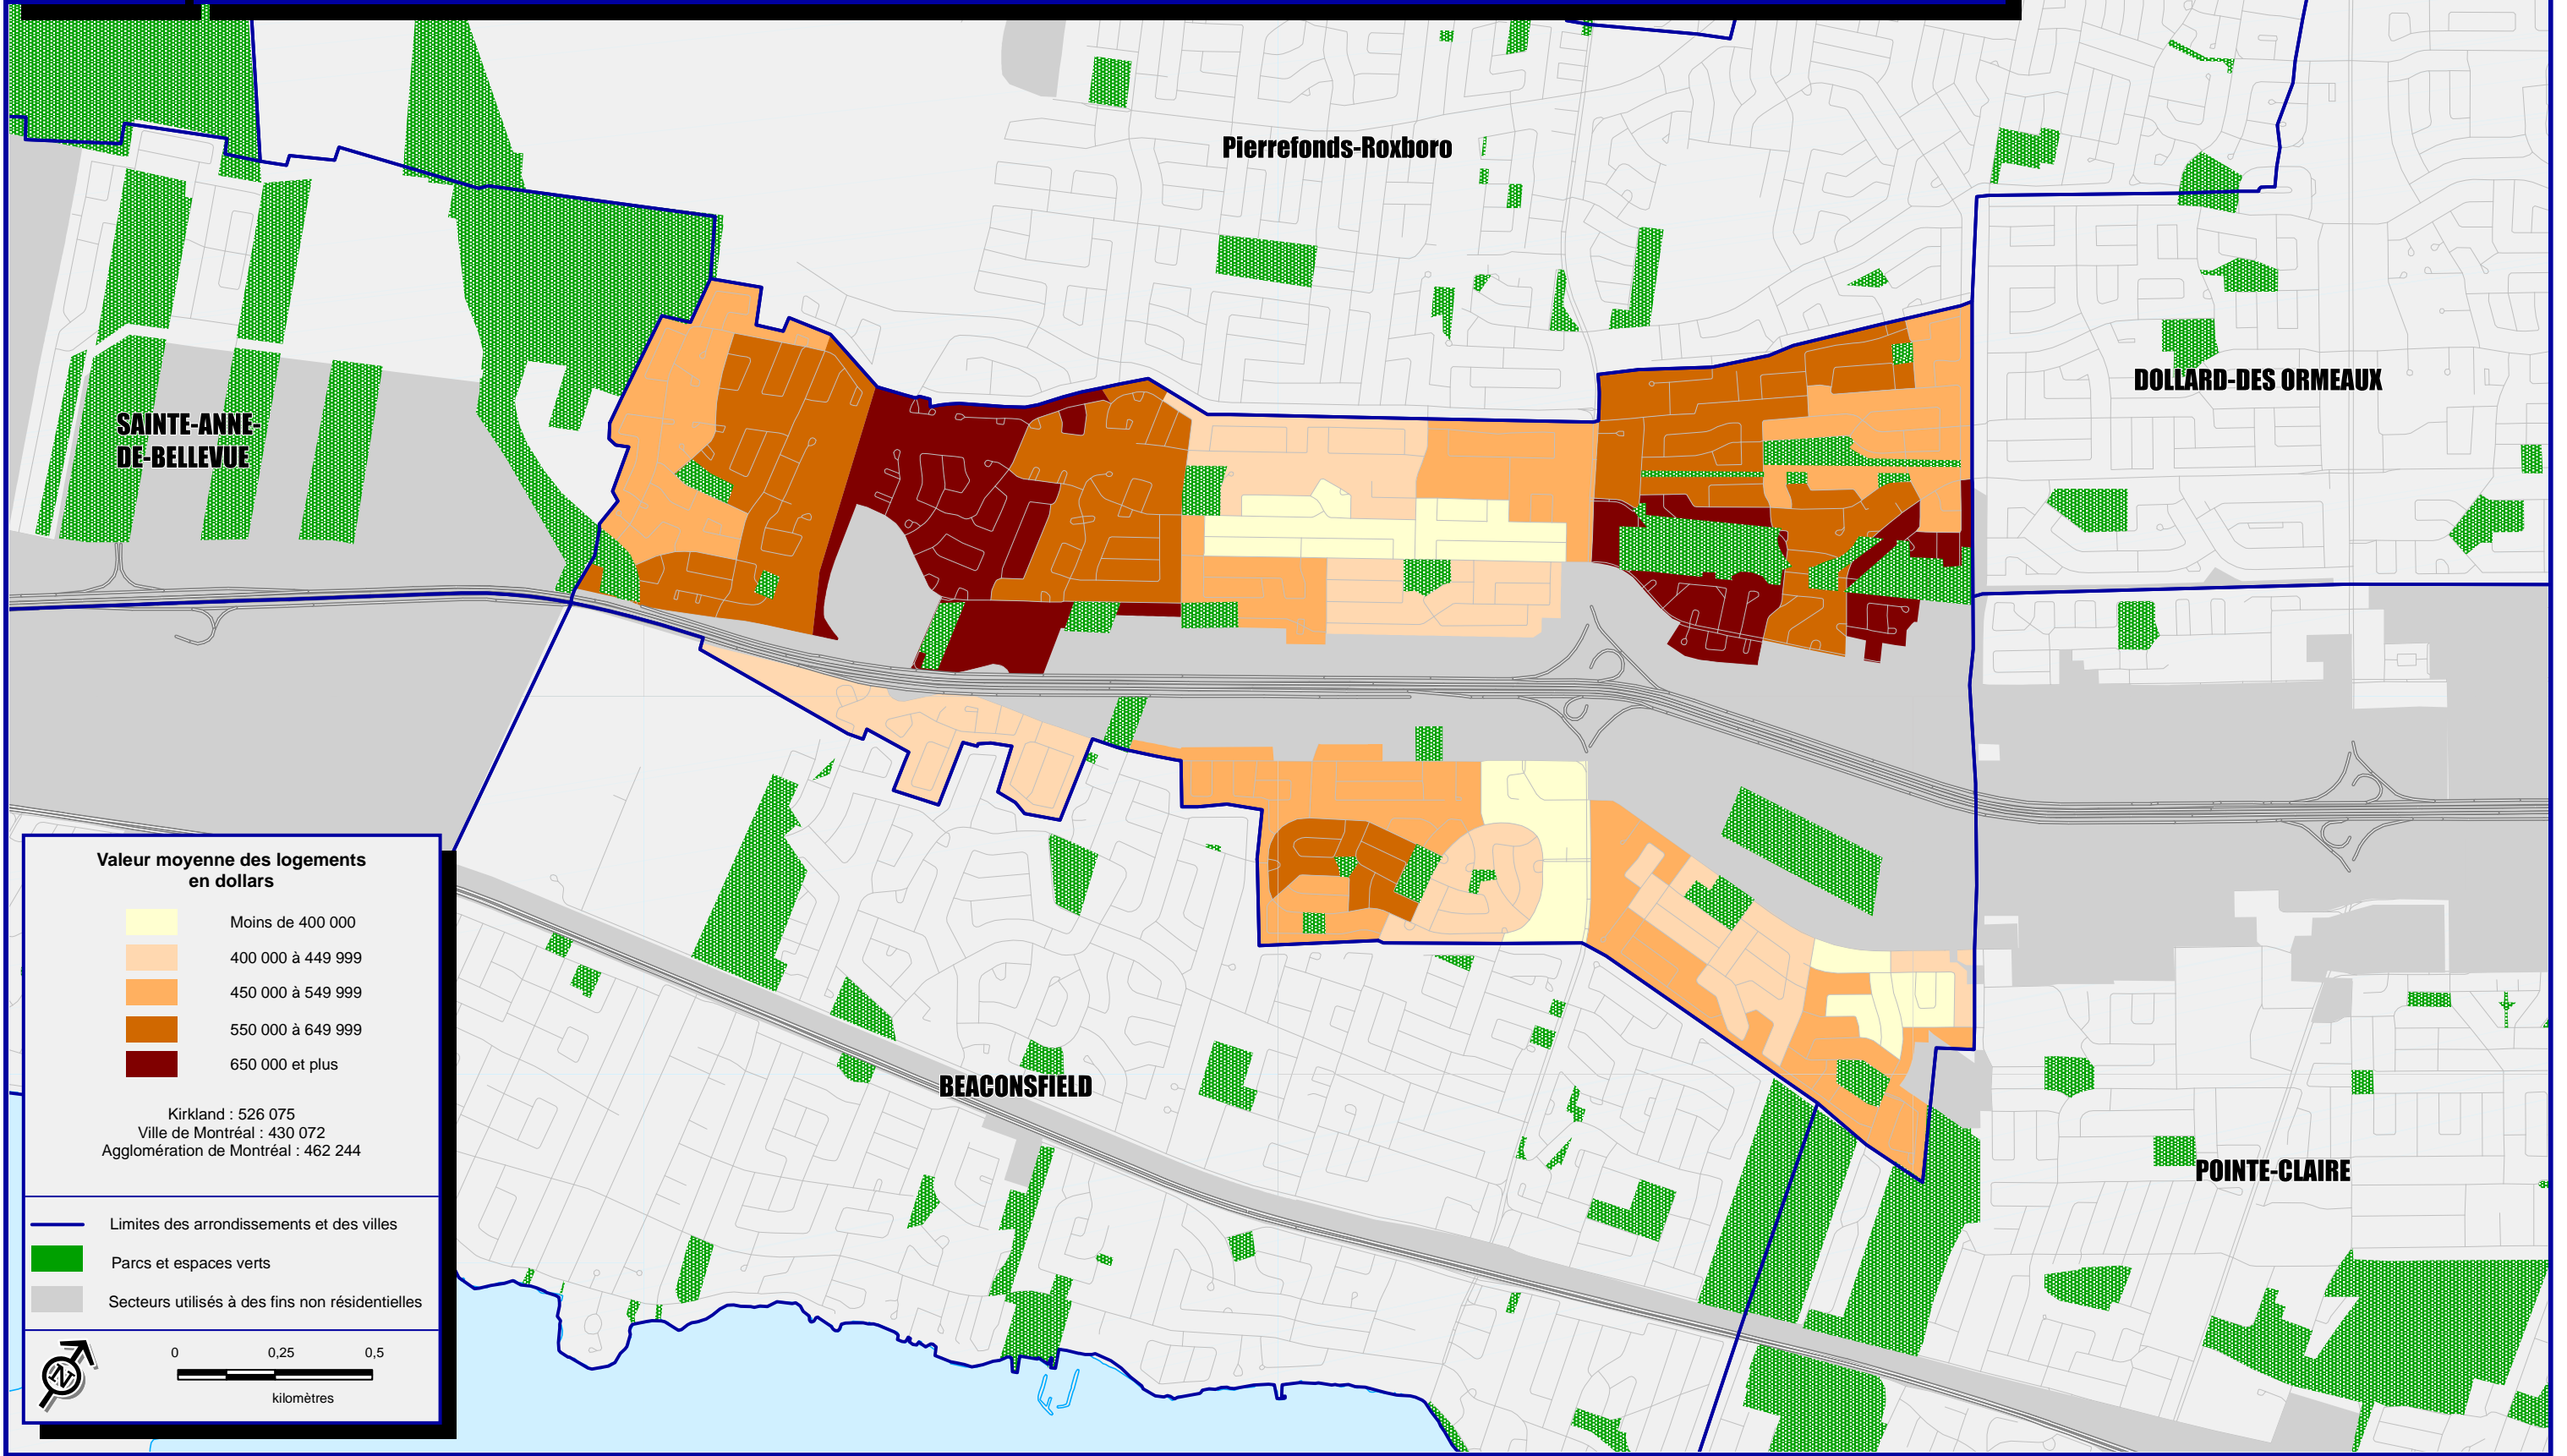 Pierrefonds-Roxboro
DOLLARD-DES ORMEAUX
SAINTE-ANNE-
DE-BELLEVUE
BEACONSFIELD
POINTE-CLAIRE
Valeur moyenne des logements
en dollars
Moins de 400 000
400 000 à 449 999
450 000 à 549 999
550 000 à 649 999
650 000 et plus
Kirkland : 526 075
Ville de Montréal : 430 072
Agglomération de Montréal : 462 244
Limites des arrondissements et des villes
Parcs et espaces verts
Secteurs utilisés à des fins non résidentielles
N
0 0,25 0,5
kilomètres